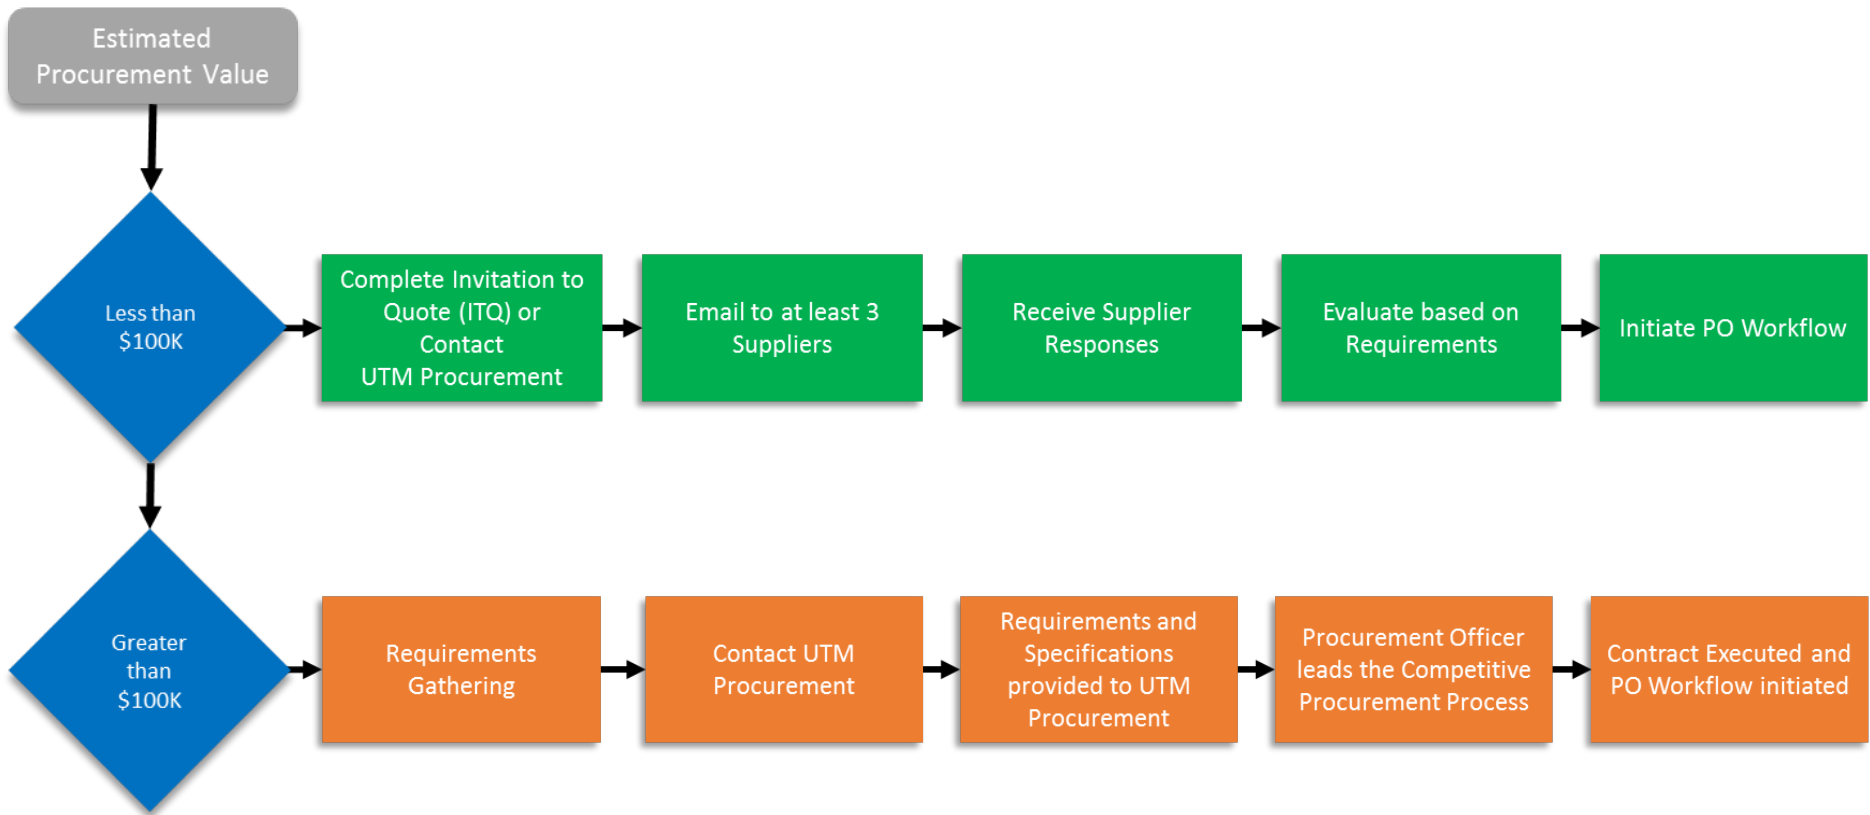 Estimated
Procurement Value
Less than
$100K
Complete Invitation to
Quote (ITQ) or
Contact
UTM Procurement
Email to at least 3
Suppliers
Receive Supplier
Responses
Evaluate based on
Requirements
Initiate PO Workflow
Greater
than
$100K
Requirements
Gathering
Contact UTM
Procurement
Requirements and
Specifications
provided to UTM
Procurement
Procurement Officer
leads the Competitive
Procurement Process
Contract Executed and
PO Workflow initiated